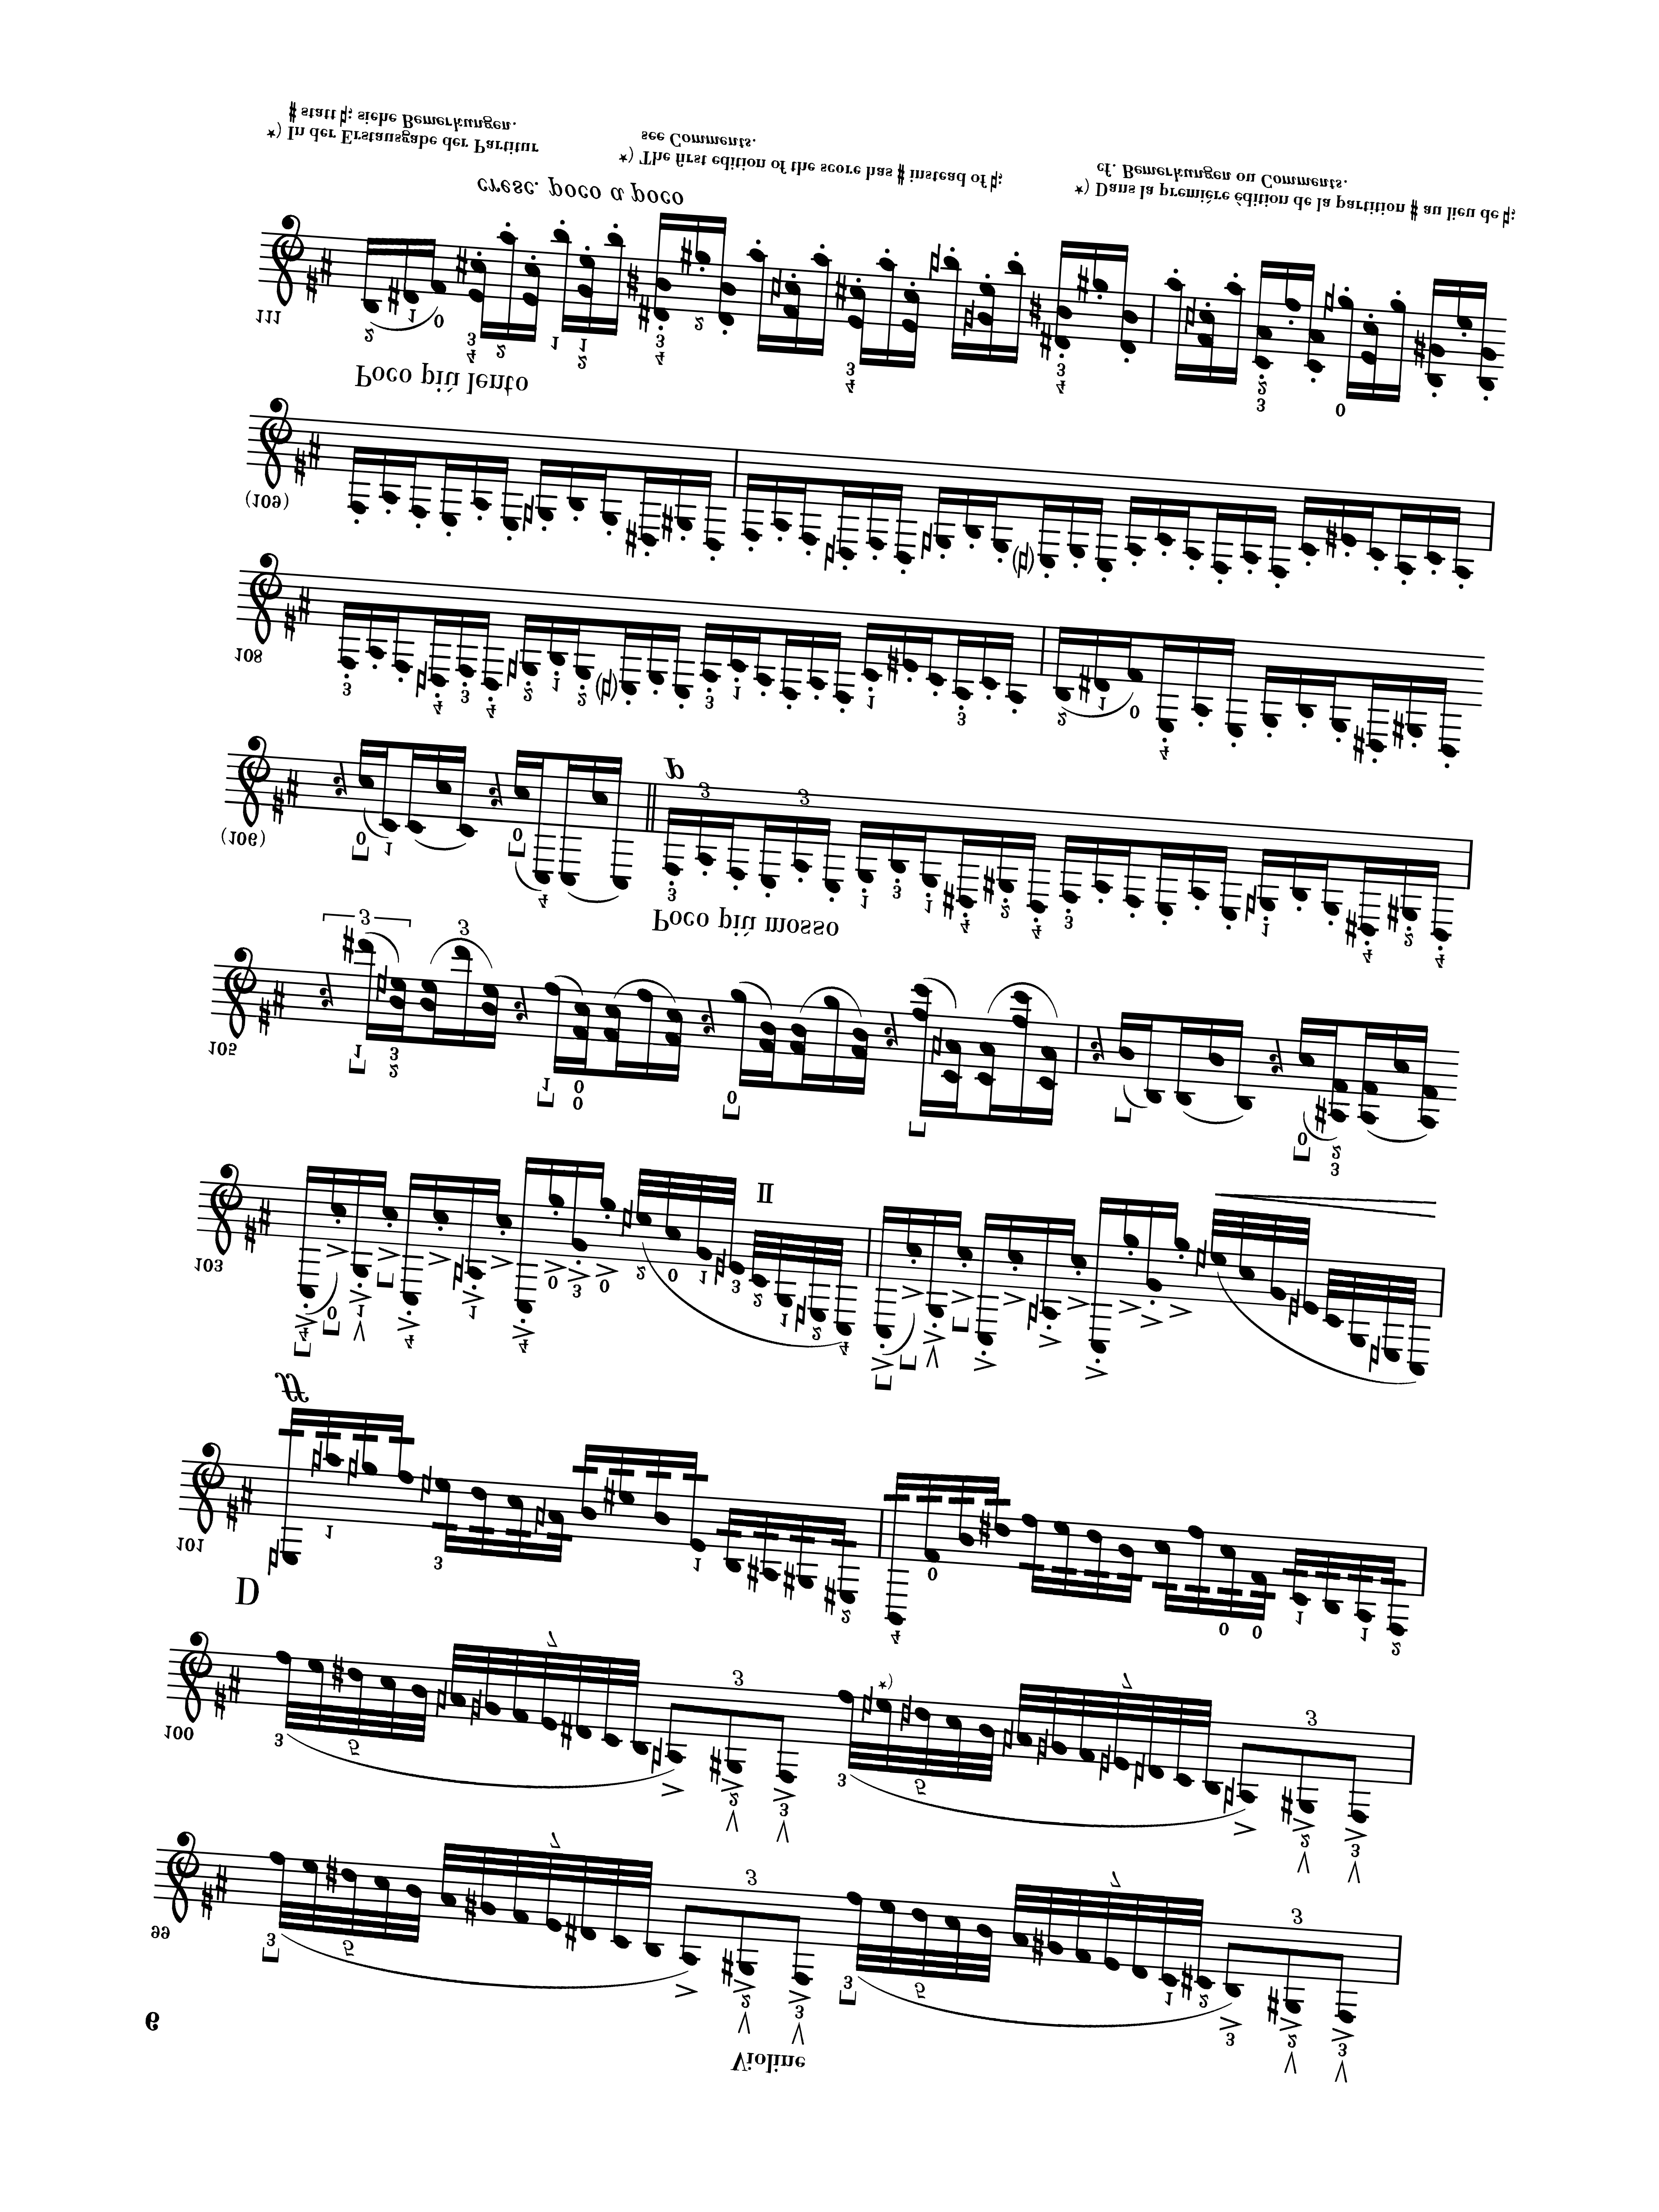 6
Violine
99
100
*)
D
101
ff
103
II
105
Poco più mosso
(106)
p
108
(109)
Poco più lento
111
cresc. poco a poco
*) In der Erstausgabe der Partitur
♯ statt ♮; siehe Bemerkungen.
*) The first edition of the score has ♯ instead of ♮;
see Comments.
*) Dans la première édition de la partition ♯ au lieu de ♮;
cf. Bemerkungen ou Comments.